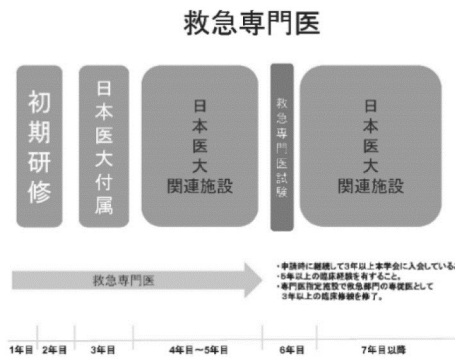 救急専門医
初期研修
日本医大付属
日本医大
関連施設
救急専門医試験
日本医大
関連施設
救急専門医
・申請時に継続して3年以上本学会に入会している
・5年以上の臨床経験を有すること。
・専門医指定施設で救急部門の専従医として
3年以上の臨床修練を修了。
1年目
2年目
3年目
4年目〜5年目
6年目
7年目以降